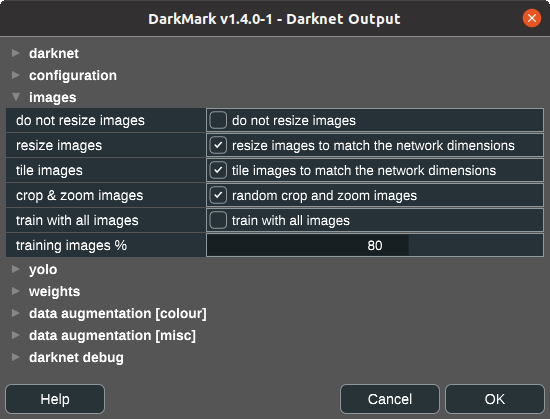 DarkMark v1.4.0-1 - Darknet Output
darknet
configuration
images
do not resize images do not resize images
resize images resize images to match the network dimensions
tile images tile images to match the network dimensions
crop & zoom images random crop and zoom images
train with all images train with all images
training images % 80
yolo
weights
data augmentation [colour]
data augmentation [misc]
darknet debug
Help Cancel OK